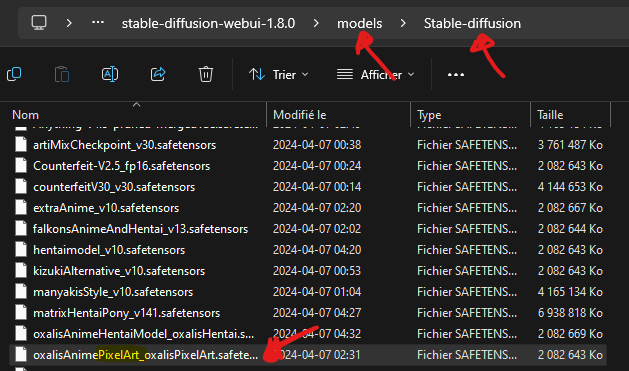 ... stable-diffusion-webui-1.8.0 > models > Stable-diffusion
Trier Afficher ...
Nom Modifié le Type Taille
artiMixCheckpoint_v30.safetensors 2024-04-07 00:38 Fichier SAFETENS... 3 761 487 Ko
Counterfeit-V2.5_fp16.safetensors 2024-04-07 00:24 Fichier SAFETENS... 2 082 643 Ko
counterfeitV30_v30.safetensors 2024-04-07 00:14 Fichier SAFETENS... 4 144 653 Ko
extraAnime_v10.safetensors 2024-04-07 02:20 Fichier SAFETENS... 2 082 667 Ko
falkonsAnimeAndHentai_v13.safetensors 2024-04-07 02:02 Fichier SAFETENS... 2 082 644 Ko
hentaimodel_v10.safetensors 2024-04-07 04:20 Fichier SAFETENS... 2 082 643 Ko
kizukiAlternative_v10.safetensors 2024-04-07 00:53 Fichier SAFETENS... 2 082 643 Ko
manyakisStyle_v10.safetensors 2024-04-07 01:04 Fichier SAFETENS... 4 165 134 Ko
matrixHentaiPony_v141.safetensors 2024-04-07 04:27 Fichier SAFETENS... 6 938 818 Ko
oxalisAnimeHentaiModel_oxalisHentai.s... 2024-04-07 04:32 Fichier SAFETENS... 2 082 669 Ko
oxalisAnimePixelArt_oxalisPixelArt.safete... 2024-04-07 02:31 Fichier SAFETENS... 2 082 643 Ko